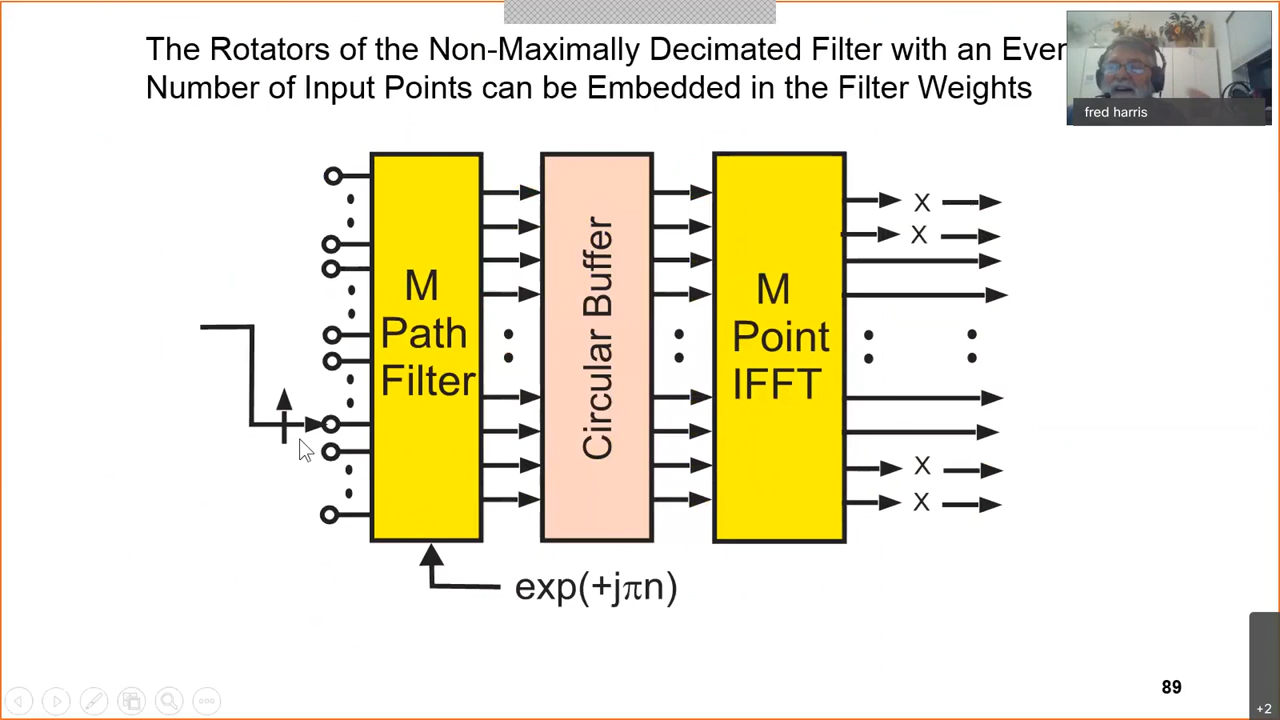 The Rotators of the Non-Maximally Decimated Filter with an Even
Number of Input Points can be Embedded in the Filter Weights
fred harris
M
Path
Filter
Circular Buffer
M
Point
IFFT
X
X
X
X
exp(+jπn)
89
+2